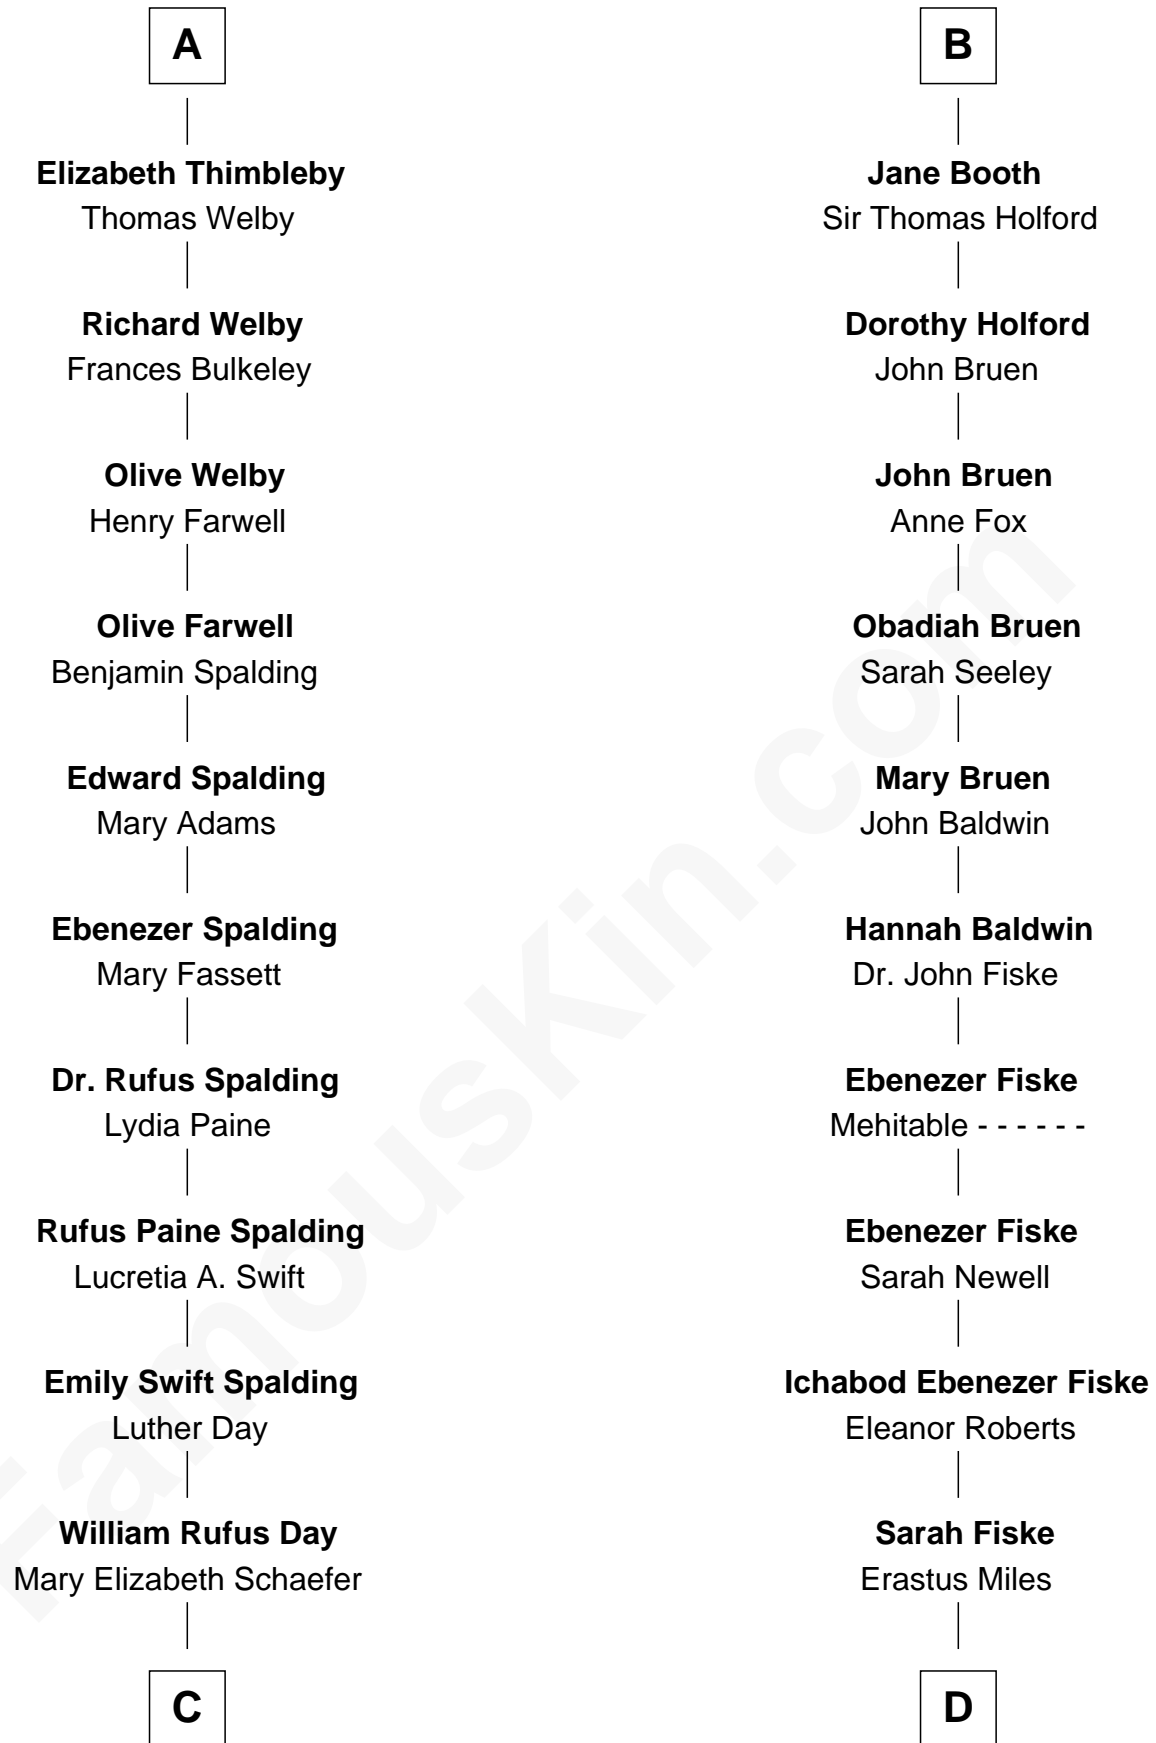 A
Elizabeth Thimbleby
Thomas Welby
Richard Welby
Frances Bulkeley
Olive Welby
Henry Farwell
Olive Farwell
Benjamin Spalding
Edward Spalding
Mary Adams
Ebenezer Spalding
Mary Fassett
Dr. Rufus Spalding
Lydia Paine
Rufus Paine Spalding
Lucretia A. Swift
Emily Swift Spalding
Luther Day
William Rufus Day
Mary Elizabeth Schaefer
C
B
Jane Booth
Sir Thomas Holford
Dorothy Holford
John Bruen
John Bruen
Anne Fox
Obadiah Bruen
Sarah Seeley
Mary Bruen
John Baldwin
Hannah Baldwin
Dr. John Fiske
Ebenezer Fiske
Mehitable - - - - - -
Ebenezer Fiske
Sarah Newell
Ichabod Ebenezer Fiske
Eleanor Roberts
Sarah Fiske
Erastus Miles
D
FamousKin.com